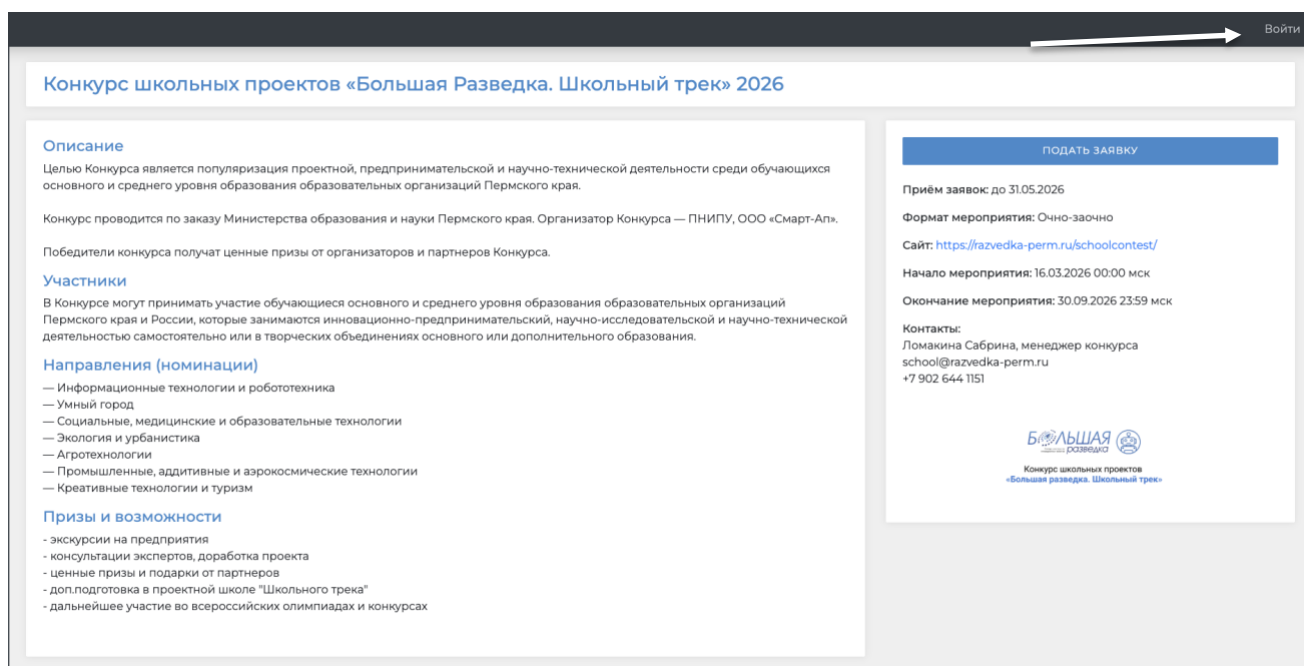 Войти
Конкурс школьных проектов «Большая Разведка. Школьный трек» 2026
Описание
Целью Конкурса является популяризация проектной, предпринимательской и научно-технической деятельности среди обучающихся
основного и среднего уровня образования образовательных организаций Пермского края.
Конкурс проводится по заказу Министерства образования и науки Пермского края. Организатор Конкурса — ПНИПУ, ООО «Смарт-Ап».
Победители конкурса получат ценные призы от организаторов и партнеров Конкурса.
Участники
В Конкурсе могут принимать участие обучающиеся основного и среднего уровня образования образовательных организаций
Пермского края и России, которые занимаются инновационно-предпринимательский, научно-исследовательской и научно-технической
деятельностью самостоятельно или в творческих объединениях основного или дополнительного образования.
Направления (номинации)
— Информационные технологии и робототехника
— Умный город
— Социальные, медицинские и образовательные технологии
— Экология и урбанистика
— Агротехнологии
— Промышленные, аддитивные и аэрокосмические технологии
— Креативные технологии и туризм
Призы и возможности
- экскурсии на предприятия
- консультации экспертов, доработка проекта
- ценные призы и подарки от партнеров
- доп.подготовка в проектной школе "Школьного трека"
- дальнейшее участие во всероссийских олимпиадах и конкурсах
ПОДАТЬ ЗАЯВКУ
Приём заявок: до 31.05.2026
Формат мероприятия: Очно-заочно
Сайт: https://razvedka-perm.ru/schoolcontest/
Начало мероприятия: 16.03.2026 00:00 мск
Окончание мероприятия: 30.09.2026 23:59 мск
Контакты:
Ломакина Сабрина, менеджер конкурса
school@razvedka-perm.ru
+7 902 644 1151
БОЛЬШАЯ
разведка
Конкурс школьных проектов
«Большая разведка. Школьный трек»